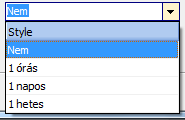 Nem
Style
Nem
1 órás
1 napos
1 hetes